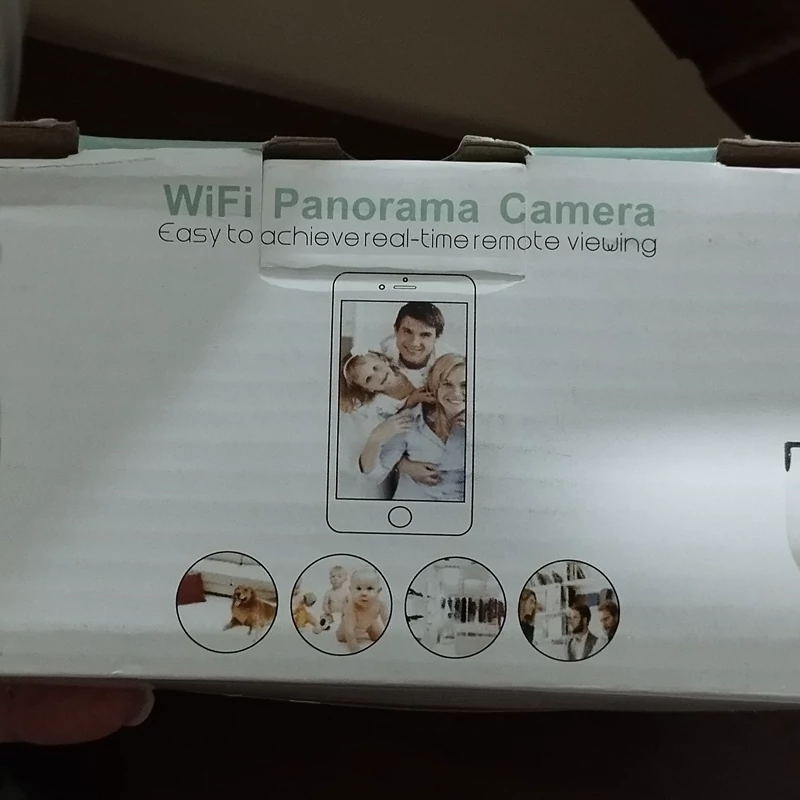 WiFi Panorama Camera
Easy to achieve real-time remote viewing